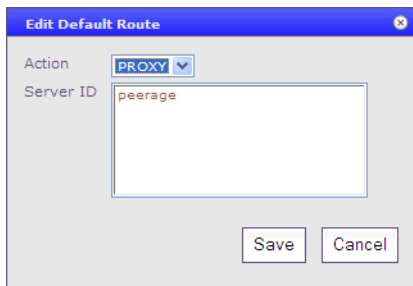 Edit Default Route
Action PROXY
Server ID peerage
Save Cancel